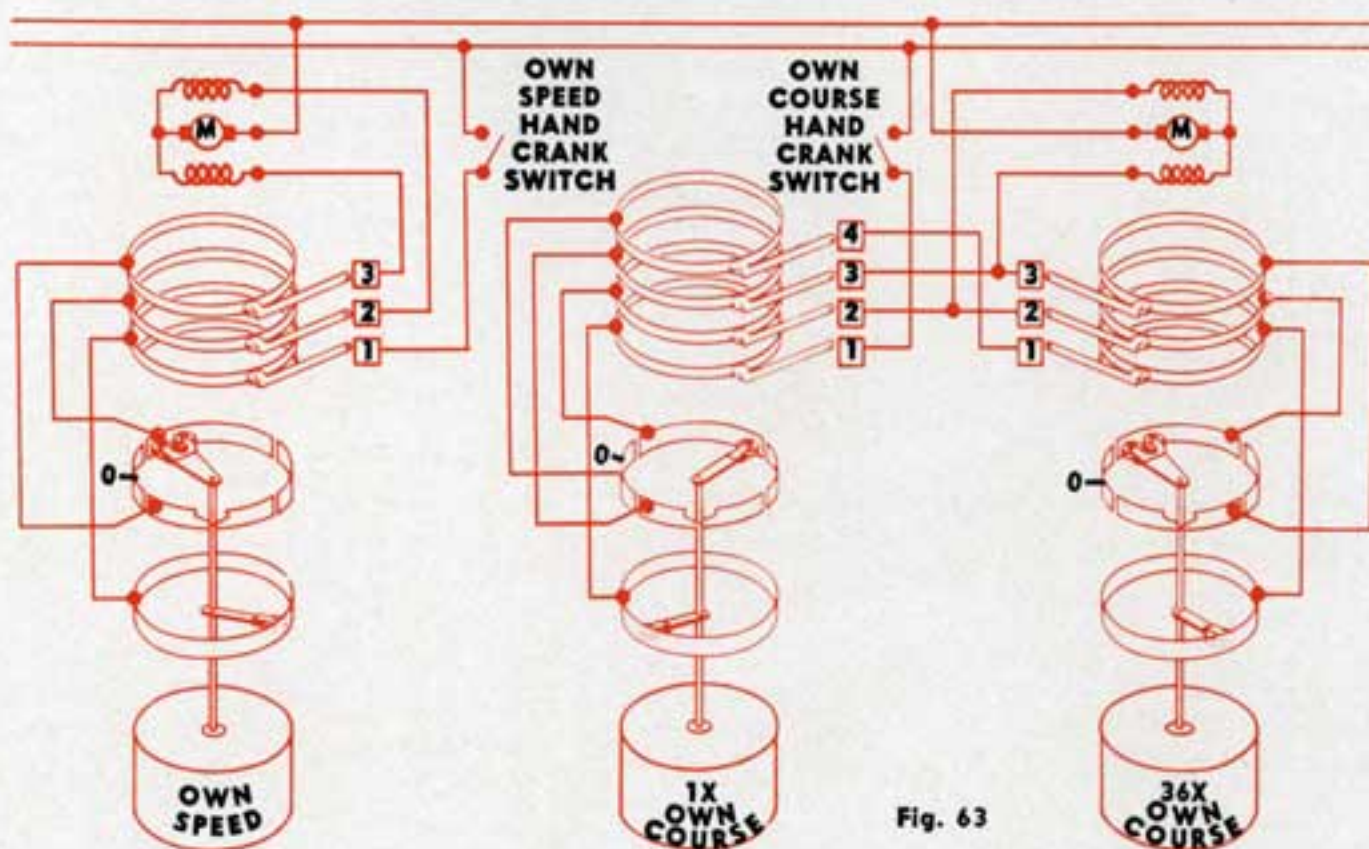 OWN
SPEED
HAND
CRANK
SWITCH
OWN
COURSE
HAND
CRANK
SWITCH
M
M
3
2
1
4
3
2
1
3
2
1
0
0
0
OWN
SPEED
1X
OWN
COURSE
36X
OWN
COURSE
Fig. 63